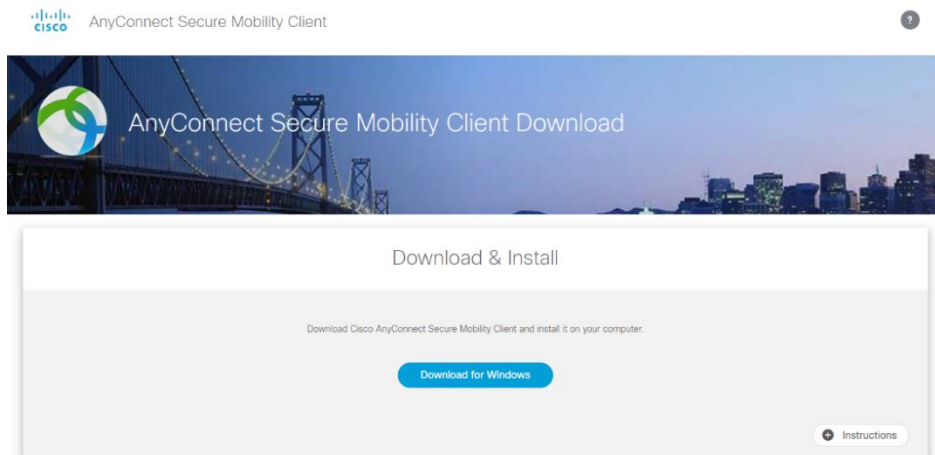 CISCO
AnyConnect Secure Mobility Client
?
AnyConnect Secure Mobility Client Download
Download & Install
Download Cisco AnyConnect Secure Mobility Client and install it on your computer.
Download for Windows
Instructions